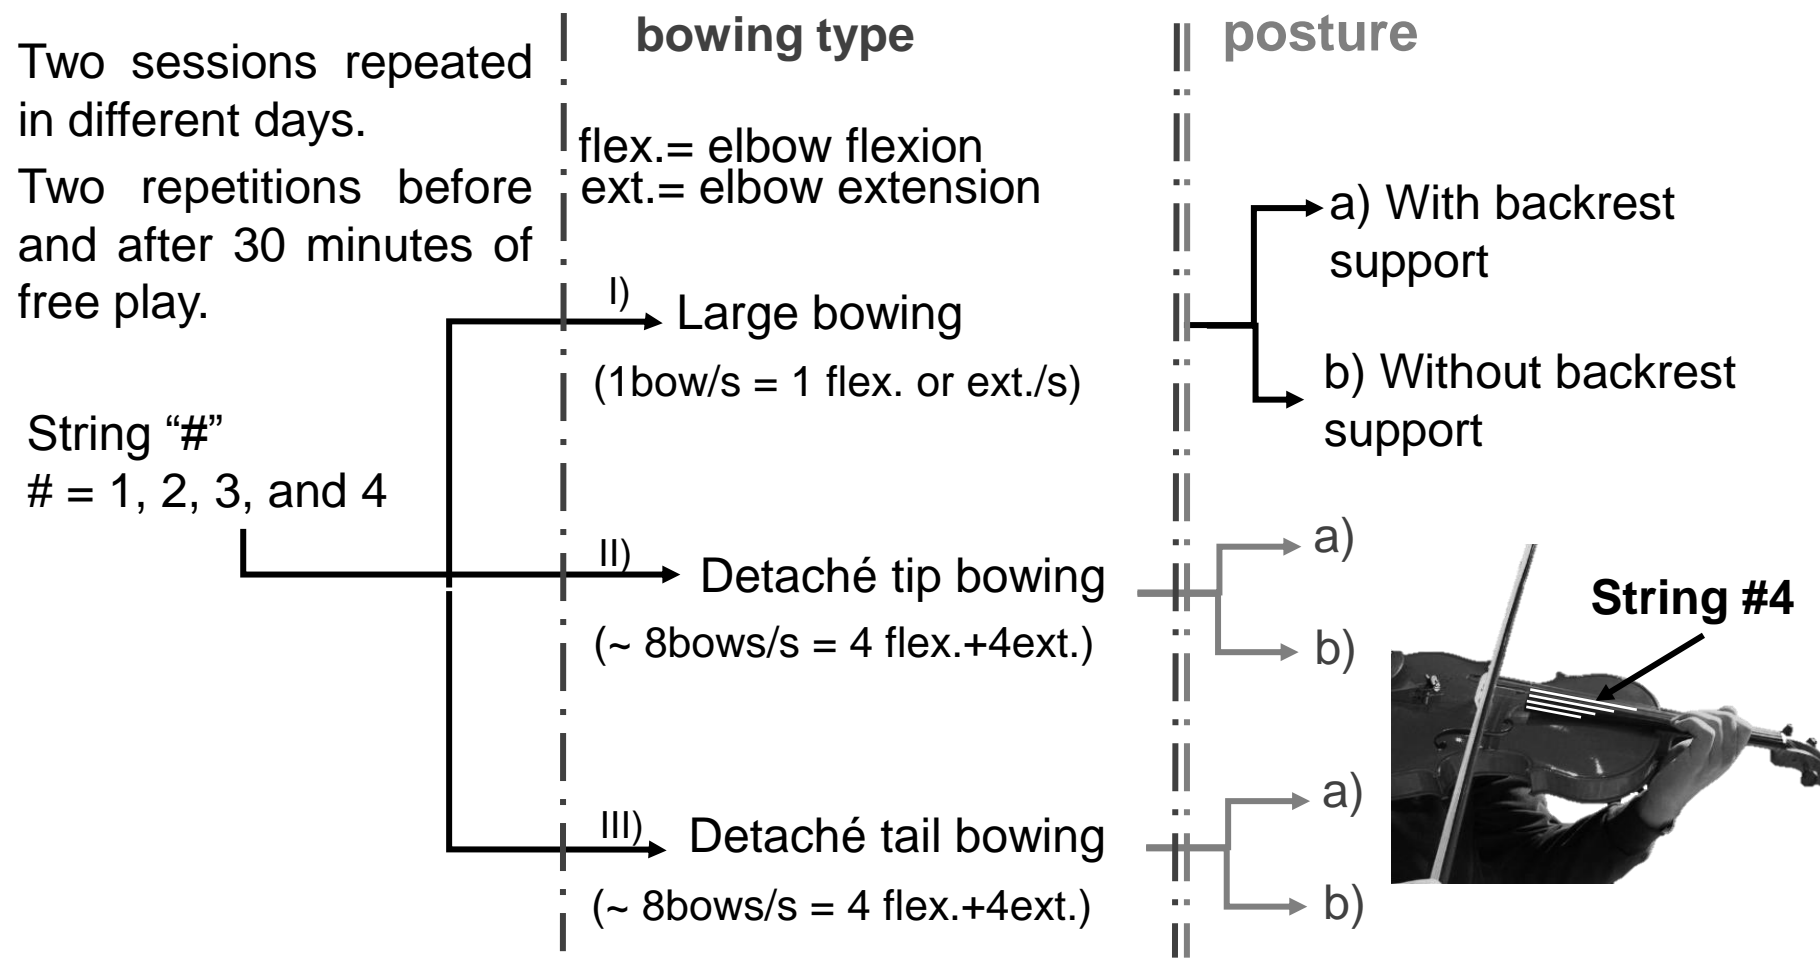 Two sessions repeated
in different days.
Two repetitions before
and after 30 minutes of
free play.
String “#”
# = 1, 2, 3, and 4
bowing type
flex.= elbow flexion
ext.= elbow extension
I)
Large bowing
(1bow/s = 1 flex. or ext./s)
II)
Detaché tip bowing
(~ 8bows/s = 4 flex.+4ext.)
III)
Detaché tail bowing
(~ 8bows/s = 4 flex.+4ext.)
posture
a) With backrest
support
b) Without backrest
support
a)
b)
a)
b)
String #4